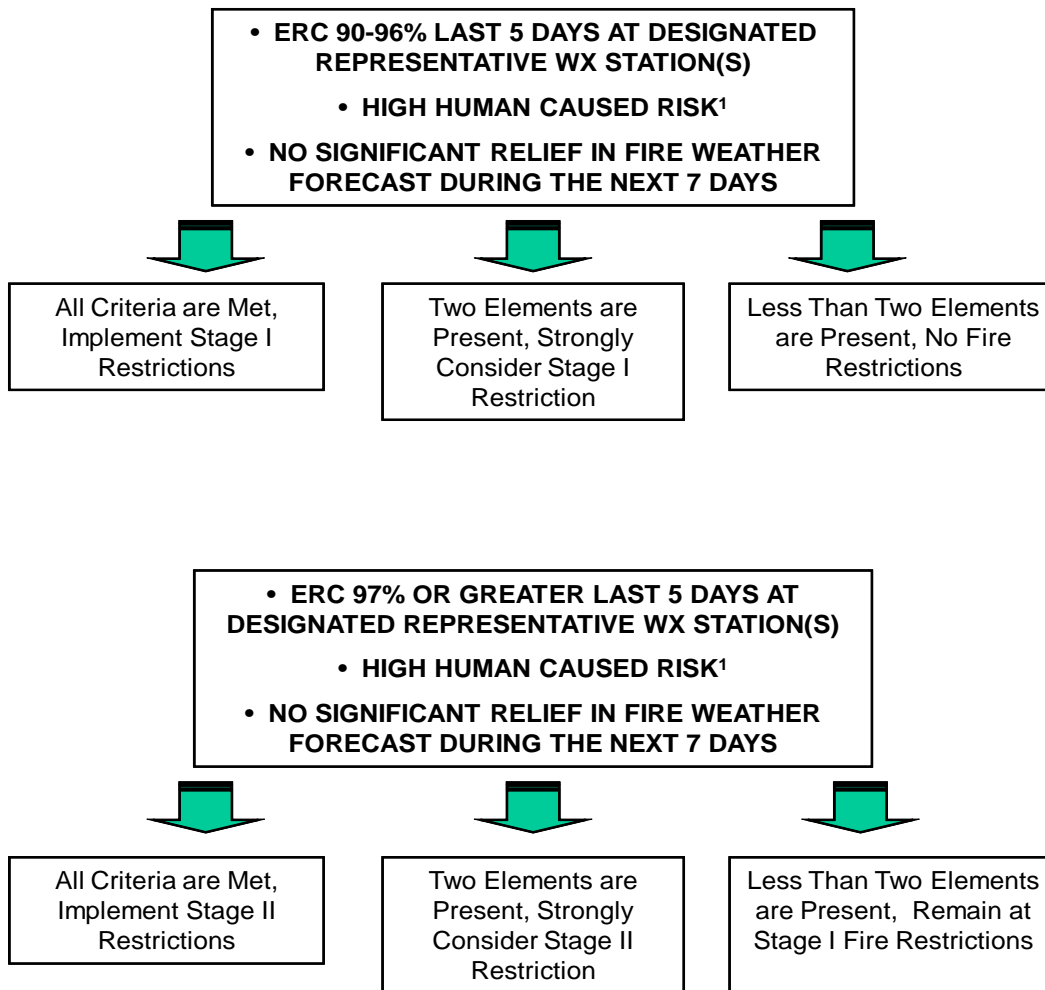 • ERC 90-96% LAST 5 DAYS AT DESIGNATED
REPRESENTATIVE WX STATION(S)
• HIGH HUMAN CAUSED RISK¹
• NO SIGNIFICANT RELIEF IN FIRE WEATHER
FORECAST DURING THE NEXT 7 DAYS
All Criteria are Met,
Implement Stage I
Restrictions
Two Elements are
Present, Strongly
Consider Stage I
Restriction
Less Than Two Elements
are Present, No Fire
Restrictions
• ERC 97% OR GREATER LAST 5 DAYS AT
DESIGNATED REPRESENTATIVE WX STATION(S)
• HIGH HUMAN CAUSED RISK¹
• NO SIGNIFICANT RELIEF IN FIRE WEATHER
FORECAST DURING THE NEXT 7 DAYS
All Criteria are Met,
Implement Stage II
Restrictions
Two Elements are
Present, Strongly
Consider Stage II
Restriction
Less Than Two Elements
are Present, Remain at
Stage I Fire Restrictions